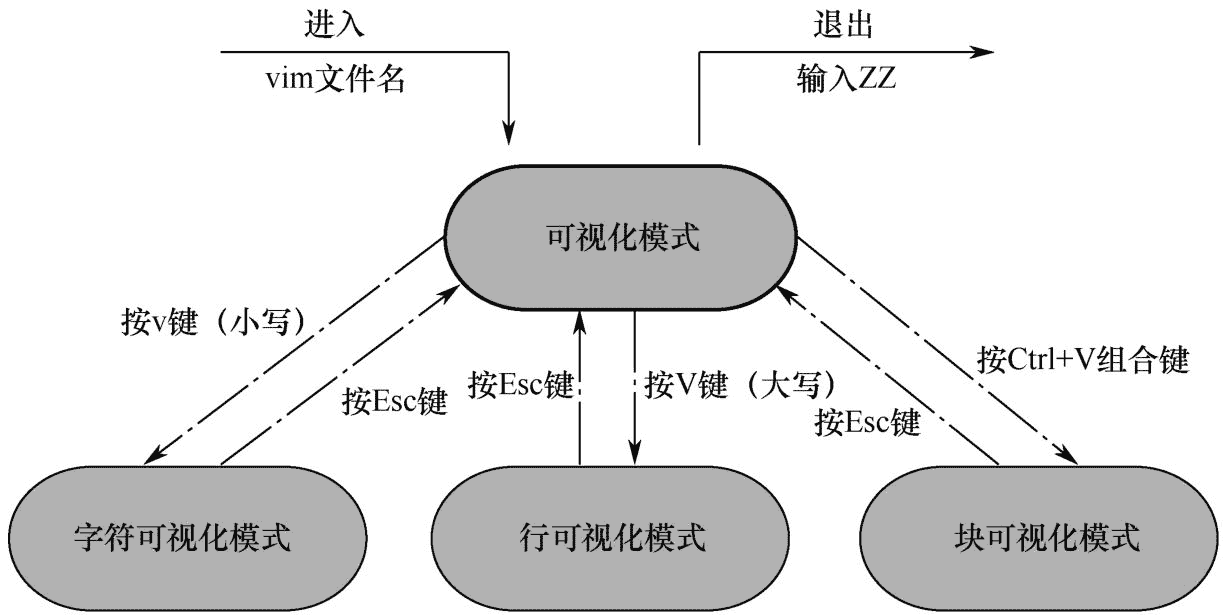 进入
vim文件名
退出
输入ZZ
可视化模式
按v键（小写）
按Esc键
按Esc键
按V键（大写）
按Ctrl+V组合键
按Esc键
字符可视化模式
行可视化模式
块可视化模式